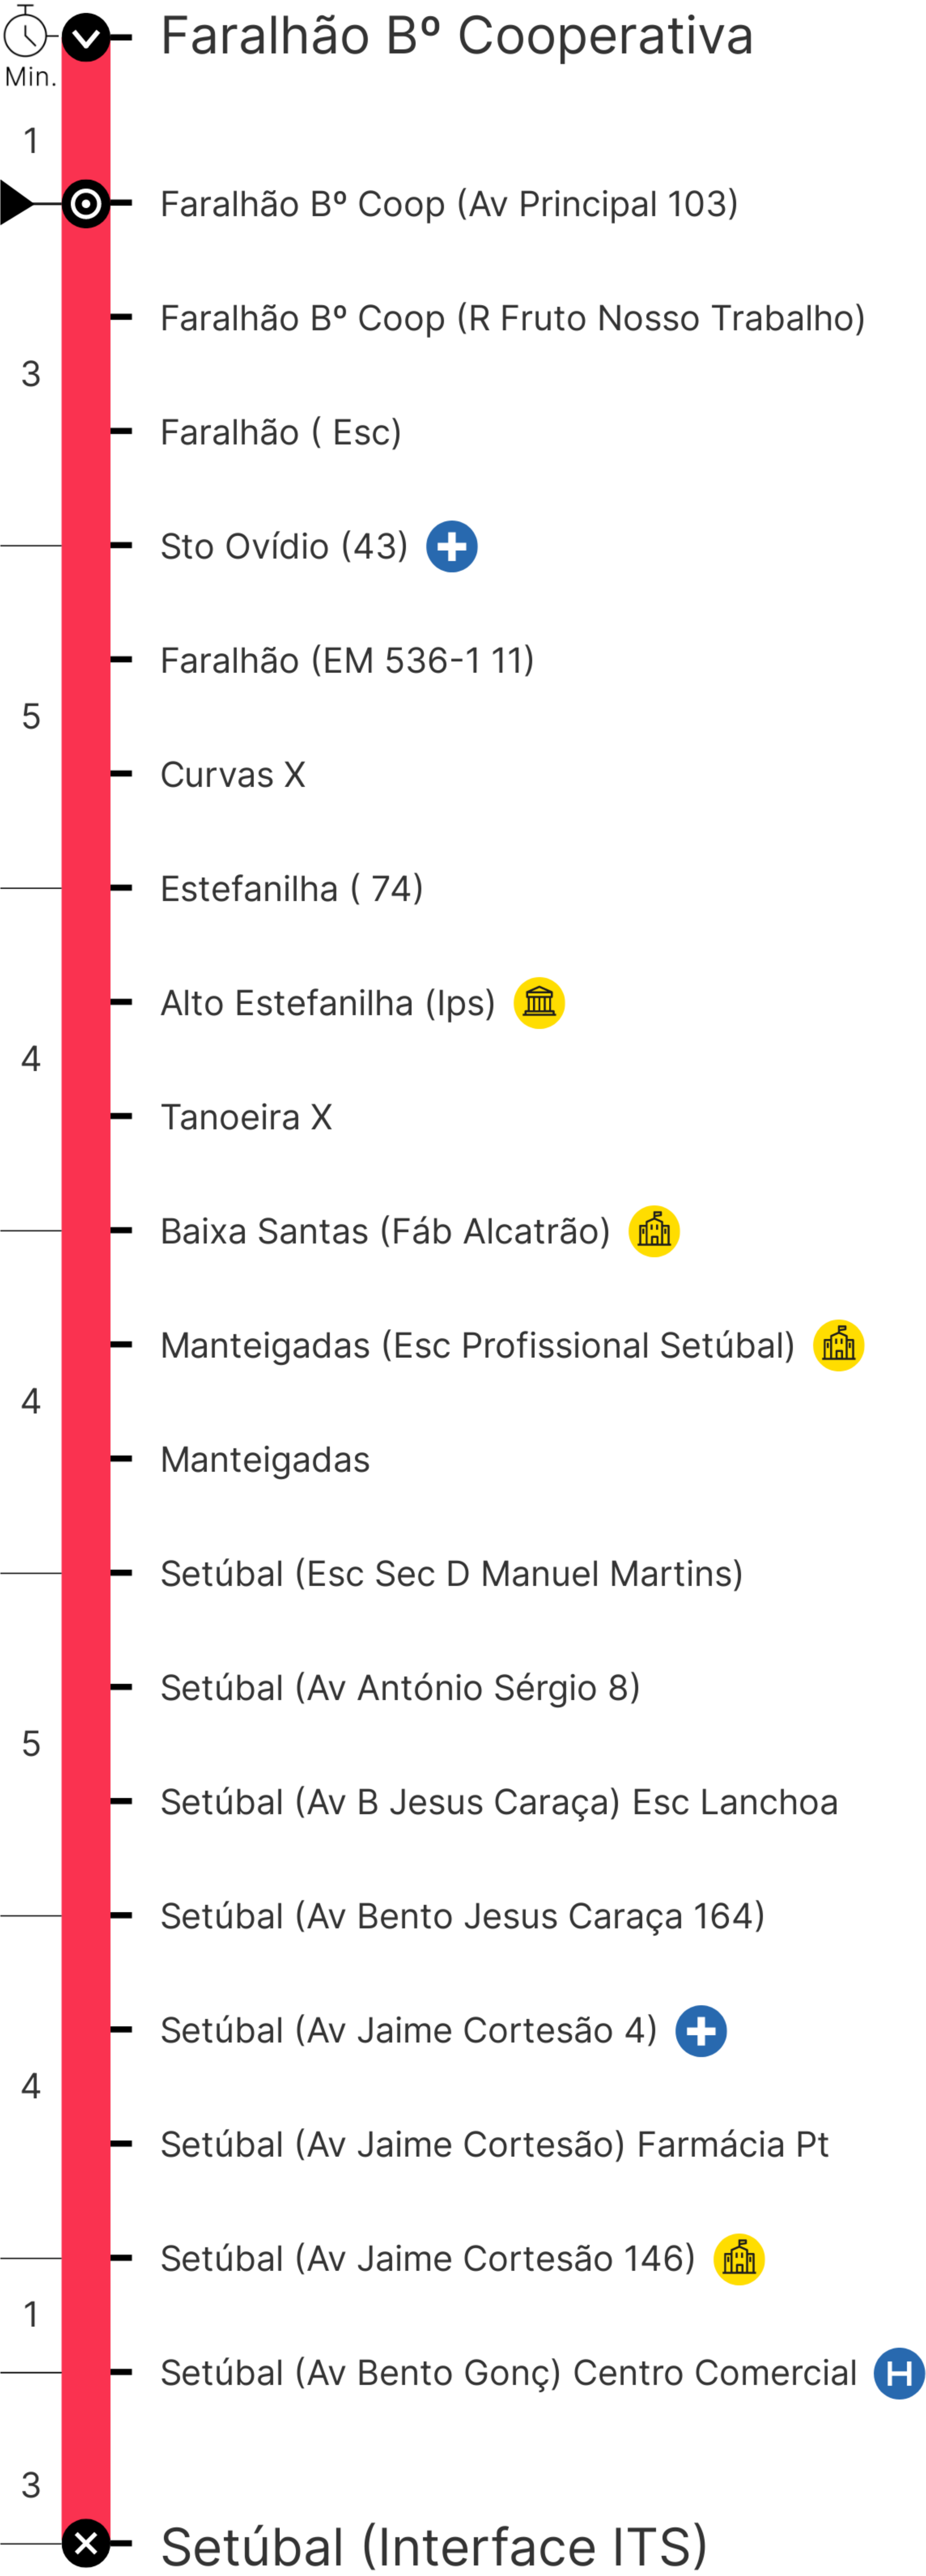 Faralhão Bº Cooperativa
Min.
1
Faralhão Bº Coop (Av Principal 103)
Faralhão Bº Coop (R Fruto Nosso Trabalho)
3
Faralhão ( Esc)
Sto Ovídio (43)
Faralhão (EM 536-1 11)
5
Curvas X
Estefanilha ( 74)
Alto Estefanilha (Ips)
4
Tanoeira X
Baixa Santas (Fáb Alcatrão)
Manteigadas (Esc Profissional Setúbal)
4
Manteigadas
Setúbal (Esc Sec D Manuel Martins)
Setúbal (Av António Sérgio 8)
5
Setúbal (Av B Jesus Caraça) Esc Lanchoa
Setúbal (Av Bento Jesus Caraça 164)
Setúbal (Av Jaime Cortesão 4)
4
Setúbal (Av Jaime Cortesão) Farmácia Pt
Setúbal (Av Jaime Cortesão 146)
1
Setúbal (Av Bento Gonç) Centro Comercial H
3
Setúbal (Interface ITS)